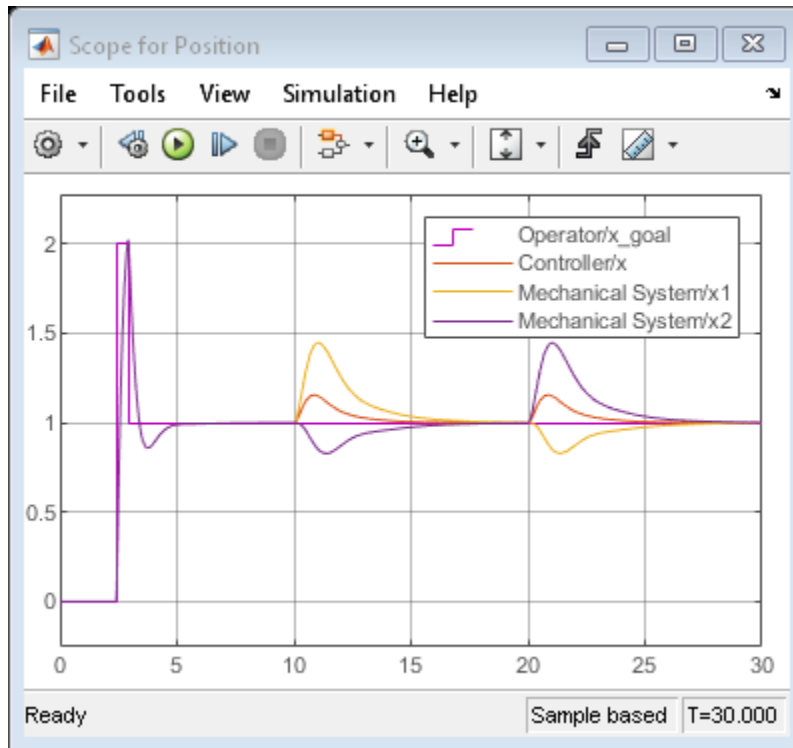 Scope for Position
File Tools View Simulation Help
Operator/x_goal
Controller/x
Mechanical System/x1
Mechanical System/x2
2
1.5
1
0.5
0
0 5 10 15 20 25 30
Ready Sample based T=30.000